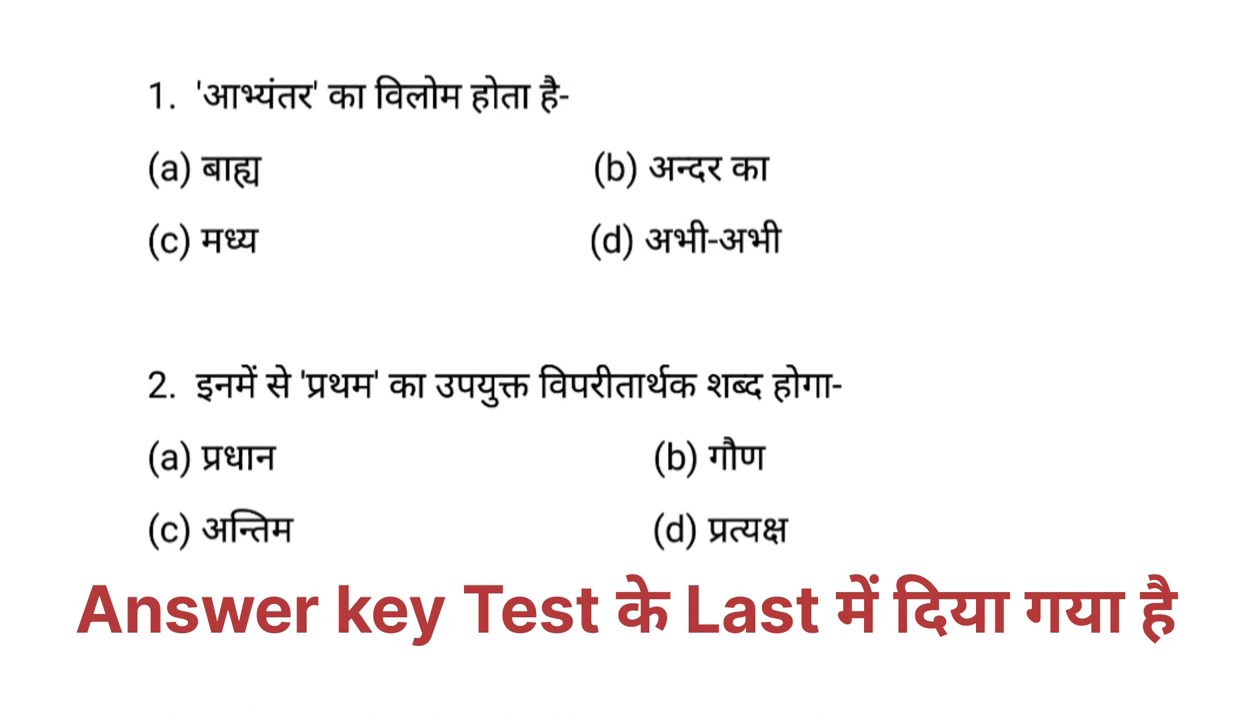 1. 'आभ्यंतर' का विलोम होता है-
(a) बाह्य (b) अन्दर का
(c) मध्य (d) अभी-अभी
2. इनमें से 'प्रथम' का उपयुक्त विपरीतार्थक शब्द होगा-
(a) प्रधान (b) गौण
(c) अन्तिम (d) प्रत्यक्ष
Answer key Test के Last में दिया गया है